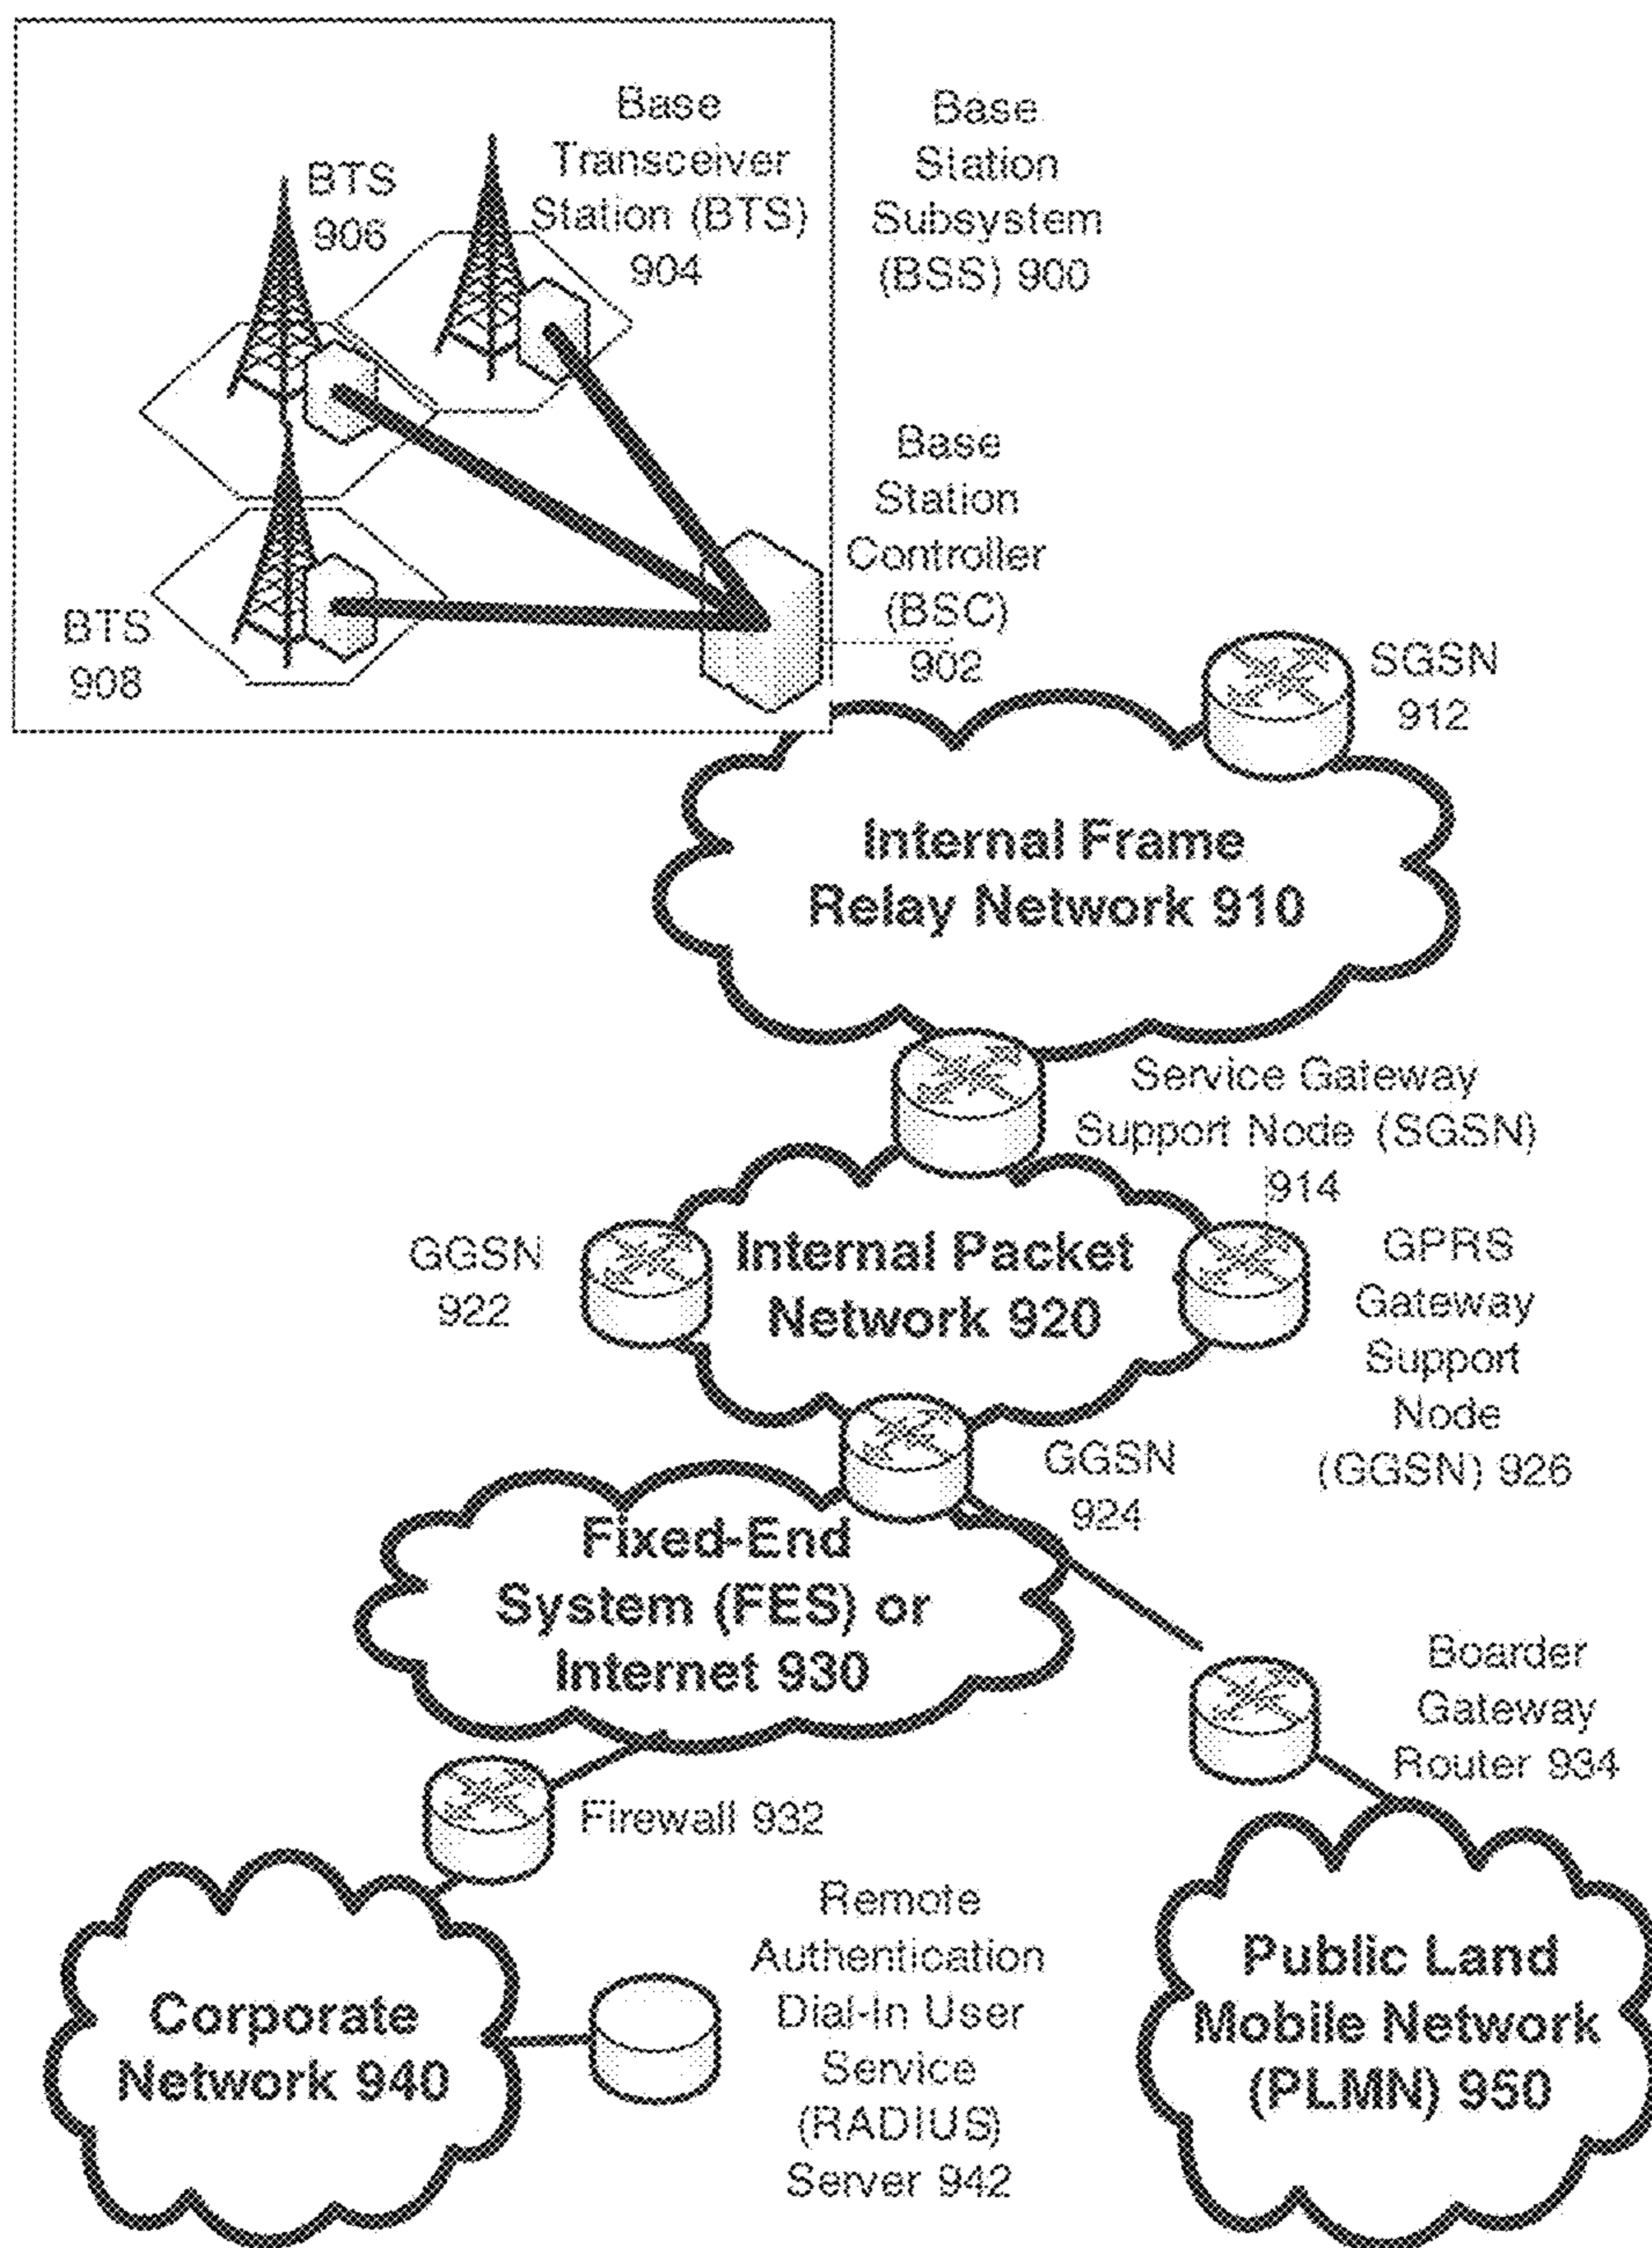 Base
Transceiver
Station (BTS)
904
BTS
906
Base
Station
Subsystem
(BSS) 900
Base
Station
Controller
(BSC)
902
BTS
908
SGSN
912
Internal Frame
Relay Network 910
Service Gateway
Support Node (SGSN)
914
GGSN
922
Internal Packet
Network 920
GPRS
Gateway
Support
Node
(GGSN) 926
GGSN
924
Fixed-End
System (FES) or
Internet 930
Boarder
Gateway
Router 934
Firewall 932
Remote
Authentication
Dial-In User
Service
(RADIUS)
Server 942
Corporate
Network 940
Public Land
Mobile Network
(PLMN) 950